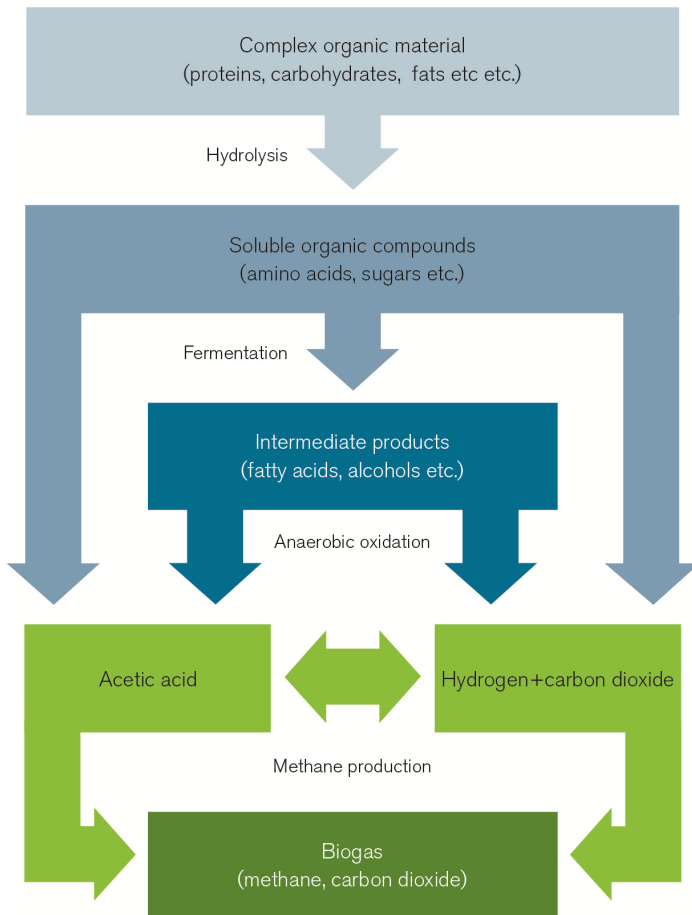 Complex organic material
(proteins, carbohydrates, fats etc etc.)
Hydrolysis
Soluble organic compounds
(amino acids, sugars etc.)
Fermentation
Intermediate products
(fatty acids, alcohols etc.)
Anaerobic oxidation
Acetic acid
Hydrogen+carbon dioxide
Methane production
Biogas
(methane, carbon dioxide)